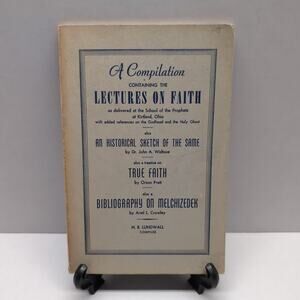 A Compilation
CONTAINING THE
LECTURES ON FAITH
as delivered at the School of the Prophets
at Kirtland, Ohio
with added references on the Godhead and the Holy Ghost
also
AN HISTORICAL SKETCH OF THE SAME
by Dr. John A. Widtsoe
also a treatise on
TRUE FAITH
by Orson Pratt
also a
BIBLIOGRAPHY ON MELCHIZEDEK
by Ariel L. Crowley
N. B. LUNDWALL
COMPILER